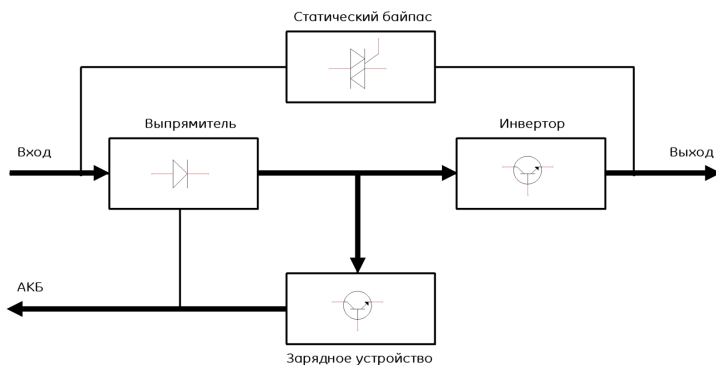 Статический байпас
Выпрямитель
Инвертор
Вход
Выход
АКБ
Зарядное устройство